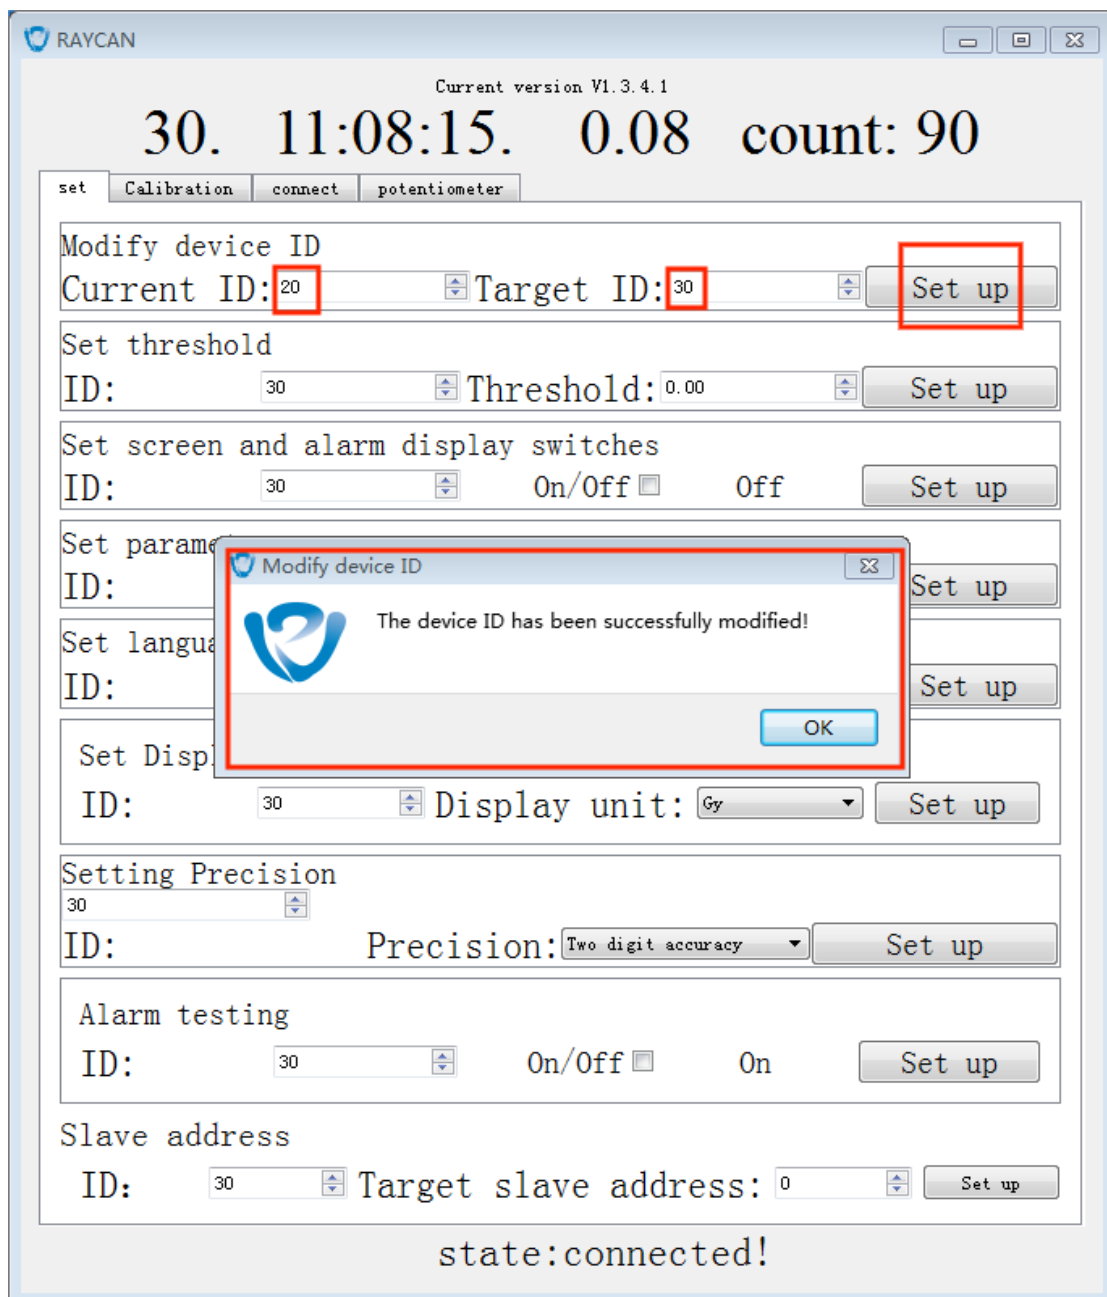 RAYCAN
Current version V1.3.4.1
30. 11:08:15. 0.08 count: 90
set Calibration connect potentiometer
Modify device ID
Current ID: 20 Target ID: 30 Set up
Set threshold
ID: 30 Threshold: 0.00 Set up
Set screen and alarm display switches
ID: 30 On/Off Off Set up
Set paramet
ID: Set up
Modify device ID
The device ID has been successfully modified!
OK
Set langua
ID: Set up
Set Displ
ID: 30 Display unit: Gy Set up
Setting Precision
30
ID: Precision: Two digit accuracy Set up
Alarm testing
ID: 30 On/Off On Set up
Slave address
ID: 30 Target slave address: 0 Set up
state:connected!